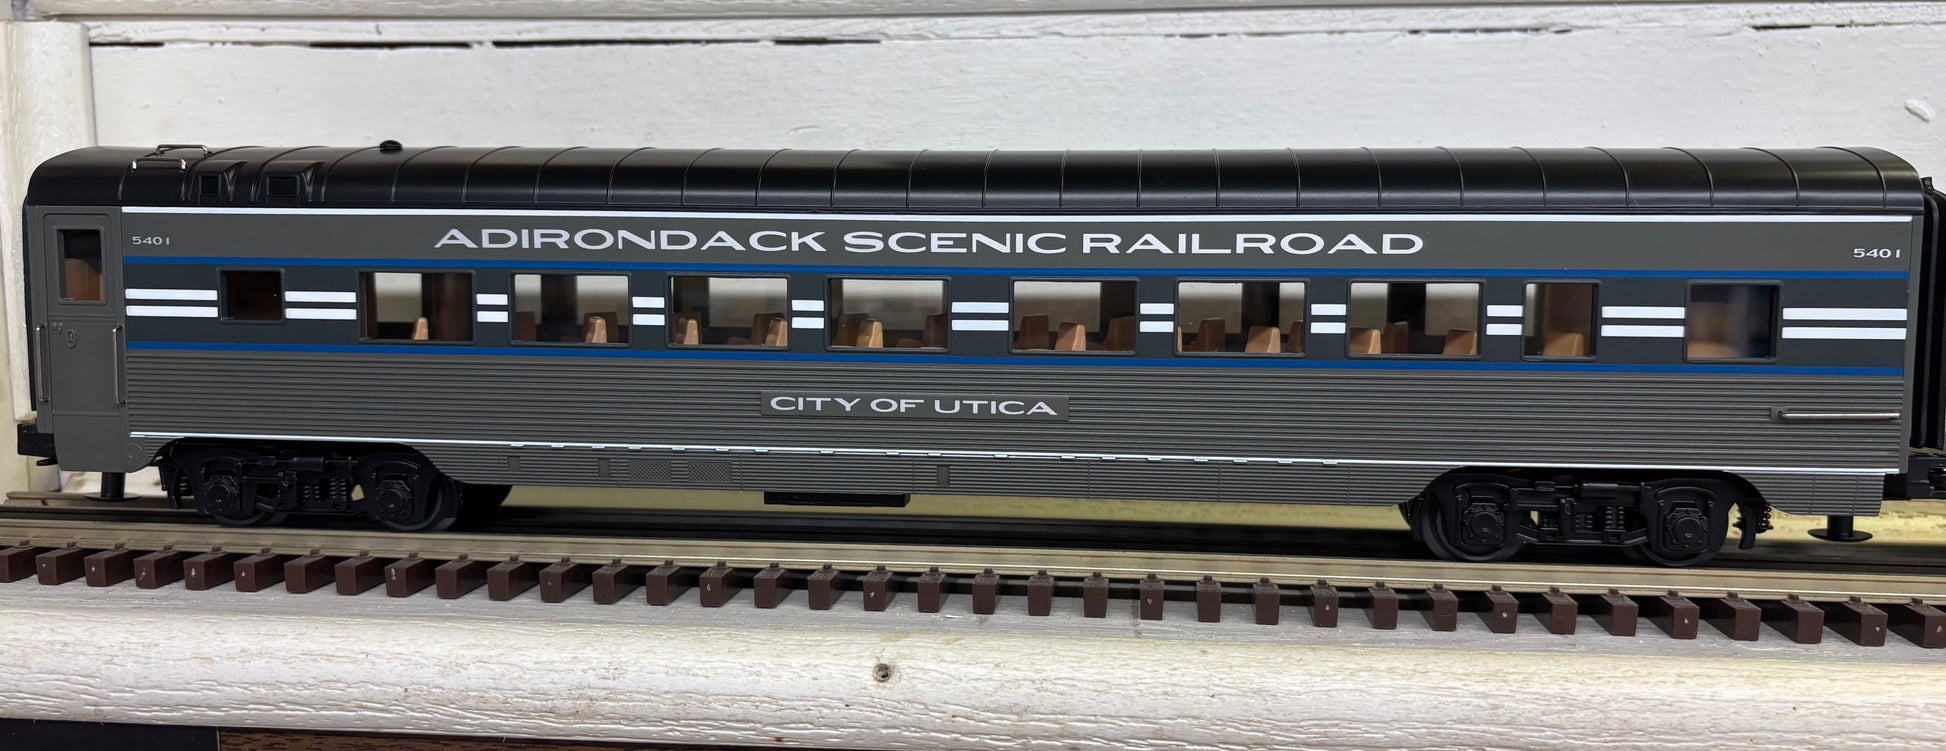 ADIRONDACK SCENIC RAILROAD
5401
5401
CITY OF UTICA